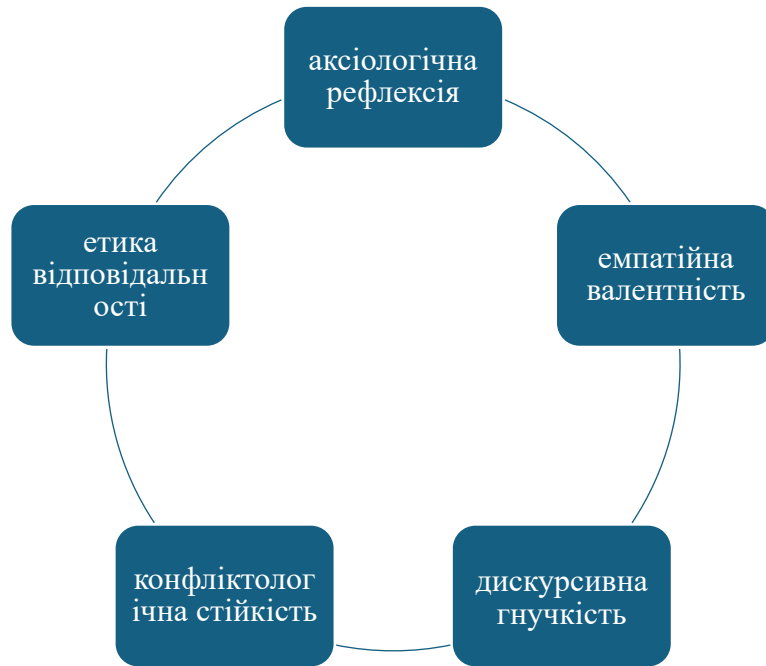 аксіологічна
рефлексія
емпатійна
валентність
дискурсивна
гнучкість
конфліктолог
ічна стійкість
етика
відповідальн
ості